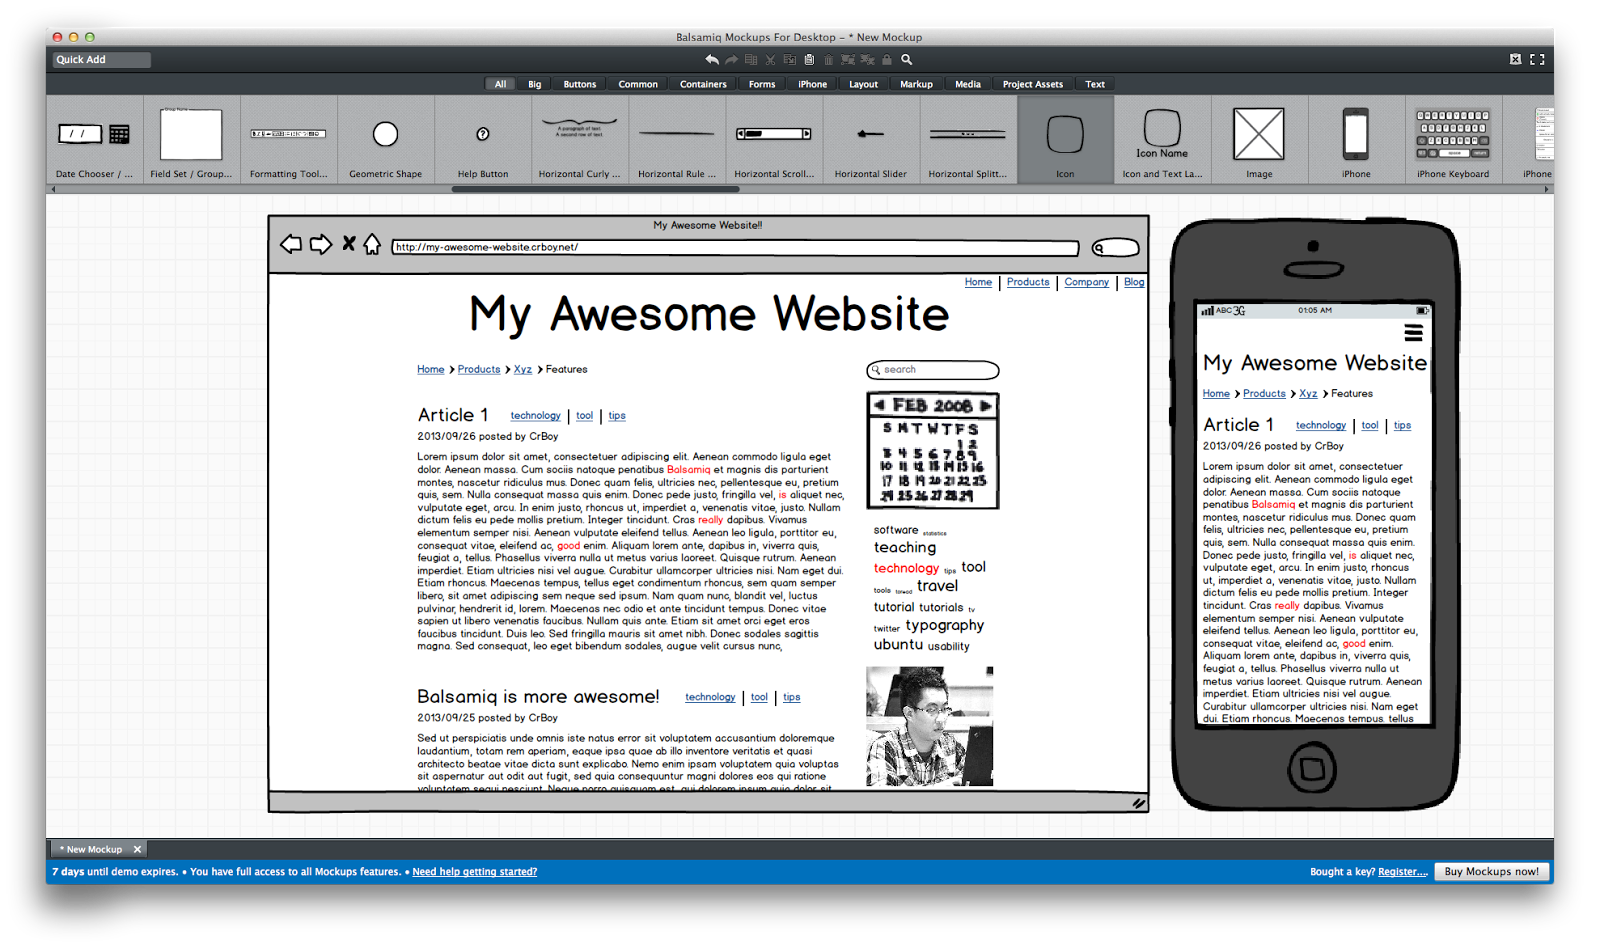 Balsamiq Mockups For Desktop - * New Mockup
Quick Add
All Big Buttons Common Containers Forms iPhone Layout Markup Media Project Assets Text
Group Name
A paragraph of text.
A second row of text.
Icon Name
Date Chooser / ... Field Set / Group... Formatting Tool... Geometric Shape Help Button Horizontal Curly ... Horizontal Rule ... Horizontal Scroll... Horizontal Slider Horizontal Splitt... Icon Icon and Text La... Image iPhone iPhone Keyboard iPhone
My Awesome Website!!
http://my-awesome-website.crboy.net/
Home | Products | Company | Blog
My Awesome Website
Home > Products > Xyz > Features
Article 1 technology | tool | tips
2013/09/26 posted by CrBoy
Lorem ipsum dolor sit amet, consectetuer adipiscing elit. Aenean commodo ligula eget
dolor. Aenean massa. Cum sociis natoque penatibus Balsamiq et magnis dis parturient
montes, nascetur ridiculus mus. Donec quam felis, ultricies nec, pellentesque eu, pretium
quis, sem. Nulla consequat massa quis enim. Donec pede justo, fringilla vel, is aliquet nec,
vulputate eget, arcu. In enim justo, rhoncus ut, imperdiet a, venenatis vitae, justo. Nullam
dictum felis eu pede mollis pretium. Integer tincidunt. Cras really dapibus. Vivamus
elementum semper nisi. Aenean vulputate eleifend tellus. Aenean leo ligula, porttitor eu,
consequat vitae, eleifend ac, good enim. Aliquam lorem ante, dapibus in, viverra quis,
feugiat a, tellus. Phasellus viverra nulla ut metus varius laoreet. Quisque rutrum. Aenean
imperdiet. Etiam ultricies nisi vel augue. Curabitur ullamcorper ultricies nisi. Nam eget dui.
Etiam rhoncus. Maecenas tempus, tellus eget condimentum rhoncus, sem quam semper
libero, sit amet adipiscing sem neque sed ipsum. Nam quam nunc, blandit vel, luctus
pulvinar, hendrerit id, lorem. Maecenas nec odio et ante tincidunt tempus. Donec vitae
sapien ut libero venenatis faucibus. Nullam quis ante. Etiam sit amet orci eget eros
faucibus tincidunt. Duis leo. Sed fringilla mauris sit amet nibh. Donec sodales sagittis
magna. Sed consequat, leo eget bibendum sodales, augue velit cursus nunc,
Balsamiq is more awesome! technology | tool | tips
2013/09/25 posted by CrBoy
Sed ut perspiciatis unde omnis iste natus error sit voluptatem accusantium doloremque
laudantium, totam rem aperiam, eaque ipsa quae ab illo inventore veritatis et quasi
architecto beatae vitae dicta sunt explicabo. Nemo enim ipsam voluptatem quia voluptas
sit aspernatur aut odit aut fugit, sed quia consequuntur magni dolores eos qui ratione
voluptatem sequi nesciunt. Neque porro quisquam est, qui dolorem ipsum quia dolor sit
search
FEB 2008
S M T W T F S
1 2
3 4 5 6 7 8 9
10 11 12 13 14 15 16
17 18 19 20 21 22 23
24 25 26 27 28 29
software statistics
teaching
technology tips tool
tools travel
tutorial tutorials tv
twitter typography
ubuntu usability
ABC 3G 01:05 AM
My Awesome Website
Home > Products > Xyz > Features
Article 1 technology | tool | tips
2013/09/26 posted by CrBoy
Lorem ipsum dolor sit amet, consectetuer
adipiscing elit. Aenean commodo ligula eget
dolor. Aenean massa. Cum sociis natoque
penatibus Balsamiq et magnis dis parturient
montes, nascetur ridiculus mus. Donec quam
felis, ultricies nec, pellentesque eu, pretium
quis, sem. Nulla consequat massa quis enim.
Donec pede justo, fringilla vel, is aliquet nec,
vulputate eget, arcu. In enim justo, rhoncus
ut, imperdiet a, venenatis vitae, justo. Nullam
dictum felis eu pede mollis pretium. Integer
tincidunt. Cras really dapibus. Vivamus
elementum semper nisi. Aenean vulputate
eleifend tellus. Aenean leo ligula, porttitor eu,
consequat vitae, eleifend ac, good enim.
Aliquam lorem ante, dapibus in, viverra quis,
feugiat a, tellus. Phasellus viverra nulla ut
metus varius laoreet. Quisque rutrum. Aenean
imperdiet. Etiam ultricies nisi vel augue.
Curabitur ullamcorper ultricies nisi. Nam eget
dui. Etiam rhoncus. Maecenas tempus, tellus
* New Mockup
7 days until demo expires. • You have full access to all Mockups features. • Need help getting started?
Bought a key? Register.... Buy Mockups now!